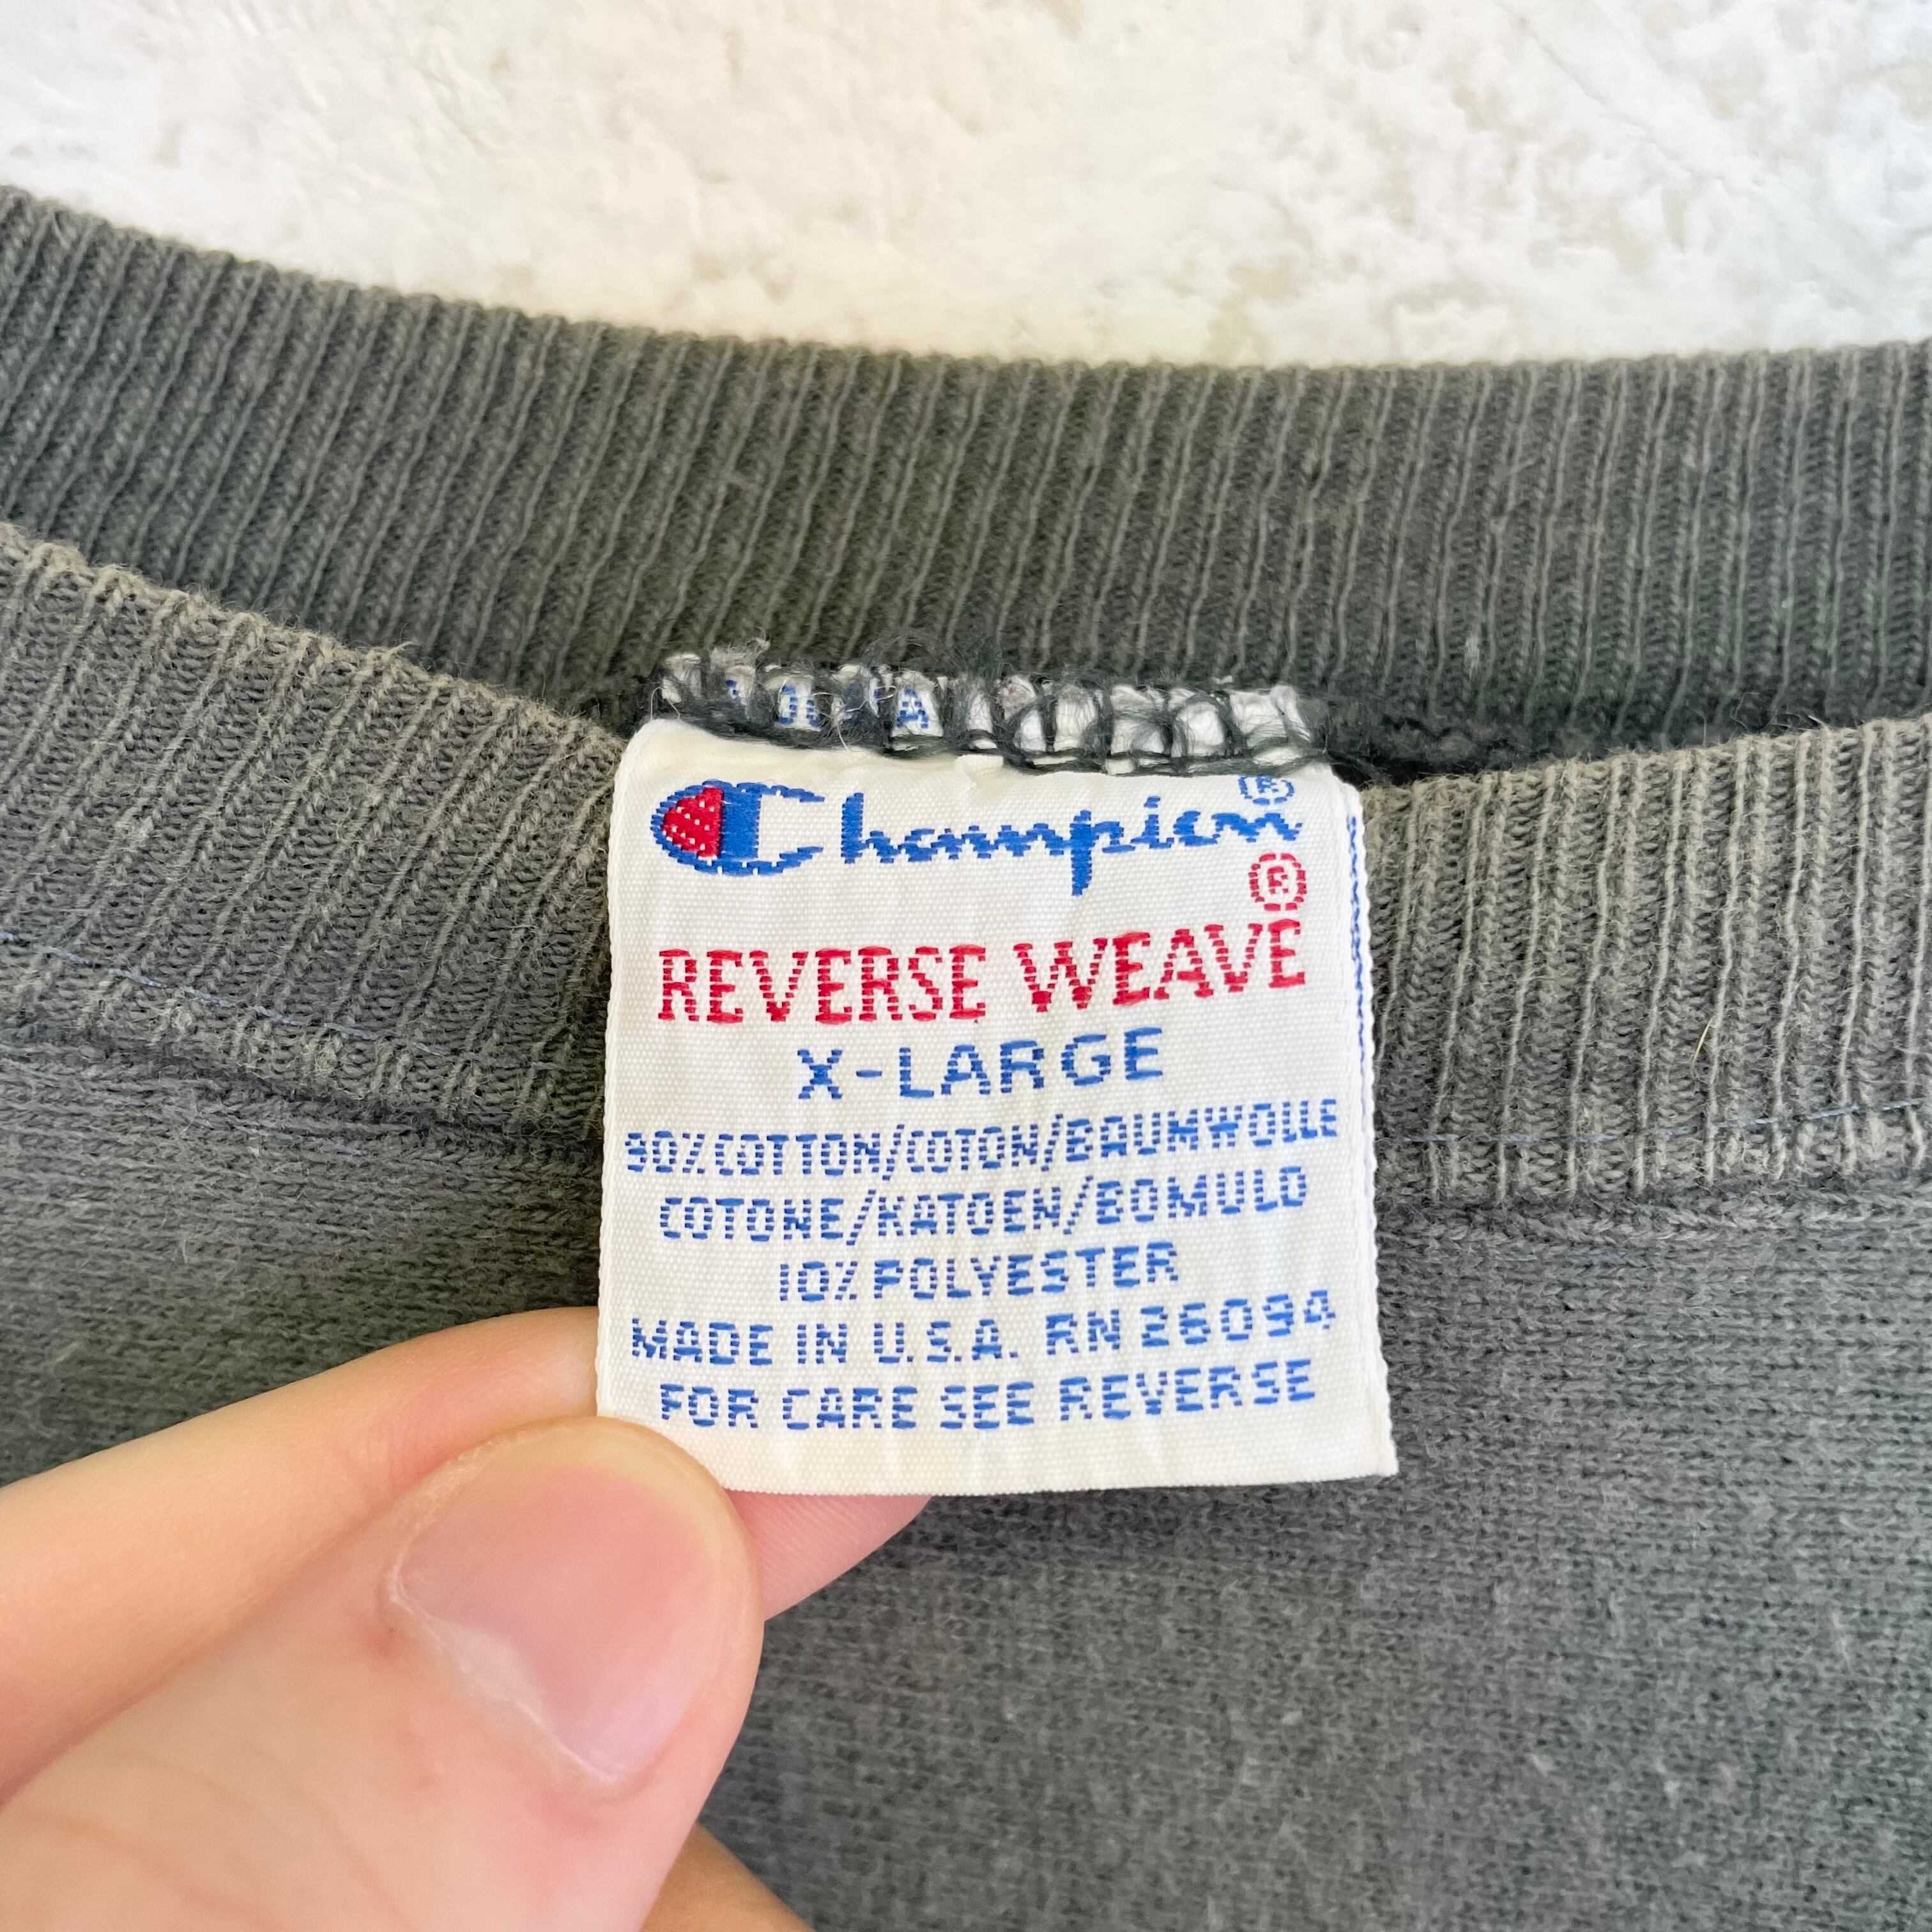 Champion®
®
REVERSE WEAVE
X-LARGE
90% COTTON/COTON/BAUMWOLLE
COTONE/KATOEN/BOMULD
10% POLYESTER
MADE IN U.S.A. RN 26094
FOR CARE SEE REVERSE